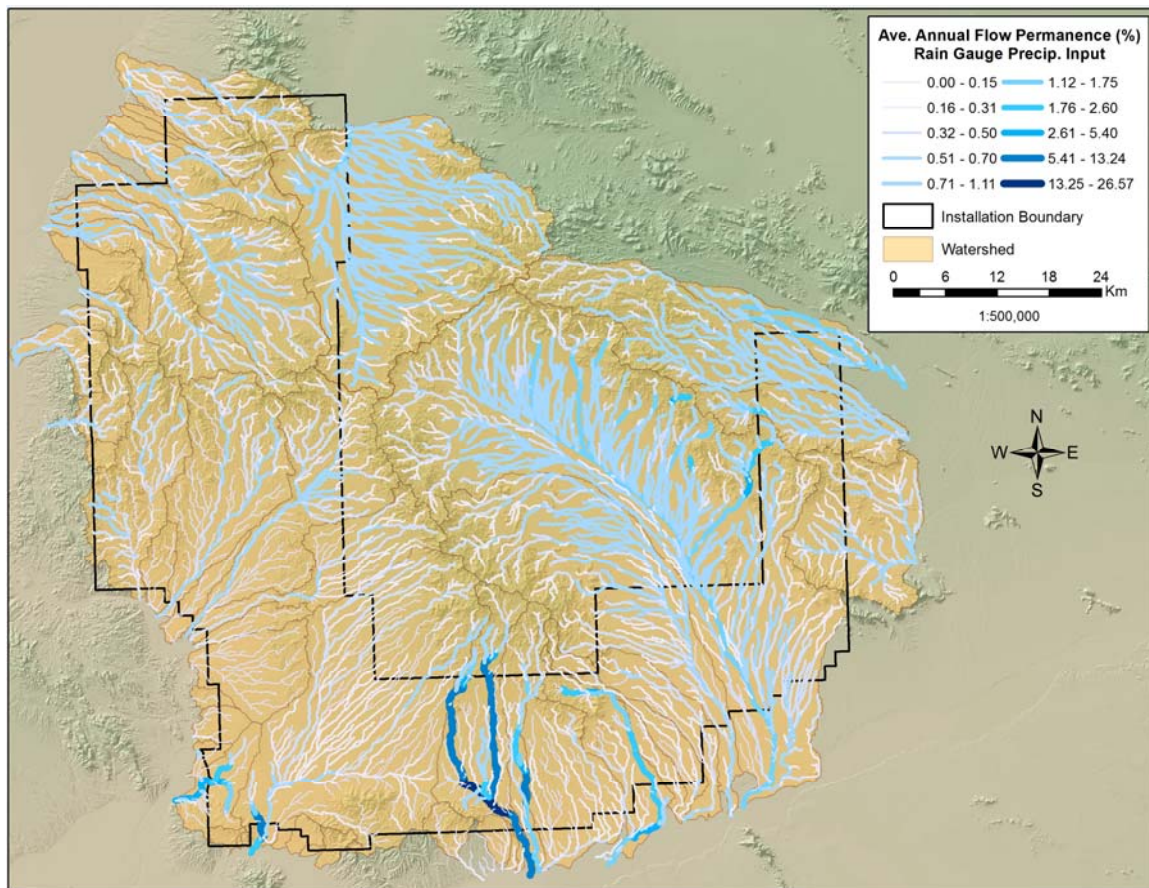 Ave. Annual Flow Permanence (%)
Rain Gauge Precip. Input
0.00 - 0.15 1.12 - 1.75
0.16 - 0.31 1.76 - 2.60
0.32 - 0.50 2.61 - 5.40
0.51 - 0.70 5.41 - 13.24
0.71 - 1.11 13.25 - 26.57
Installation Boundary
Watershed
0 6 12 18 24
Km
1:500,000
N
W E
S